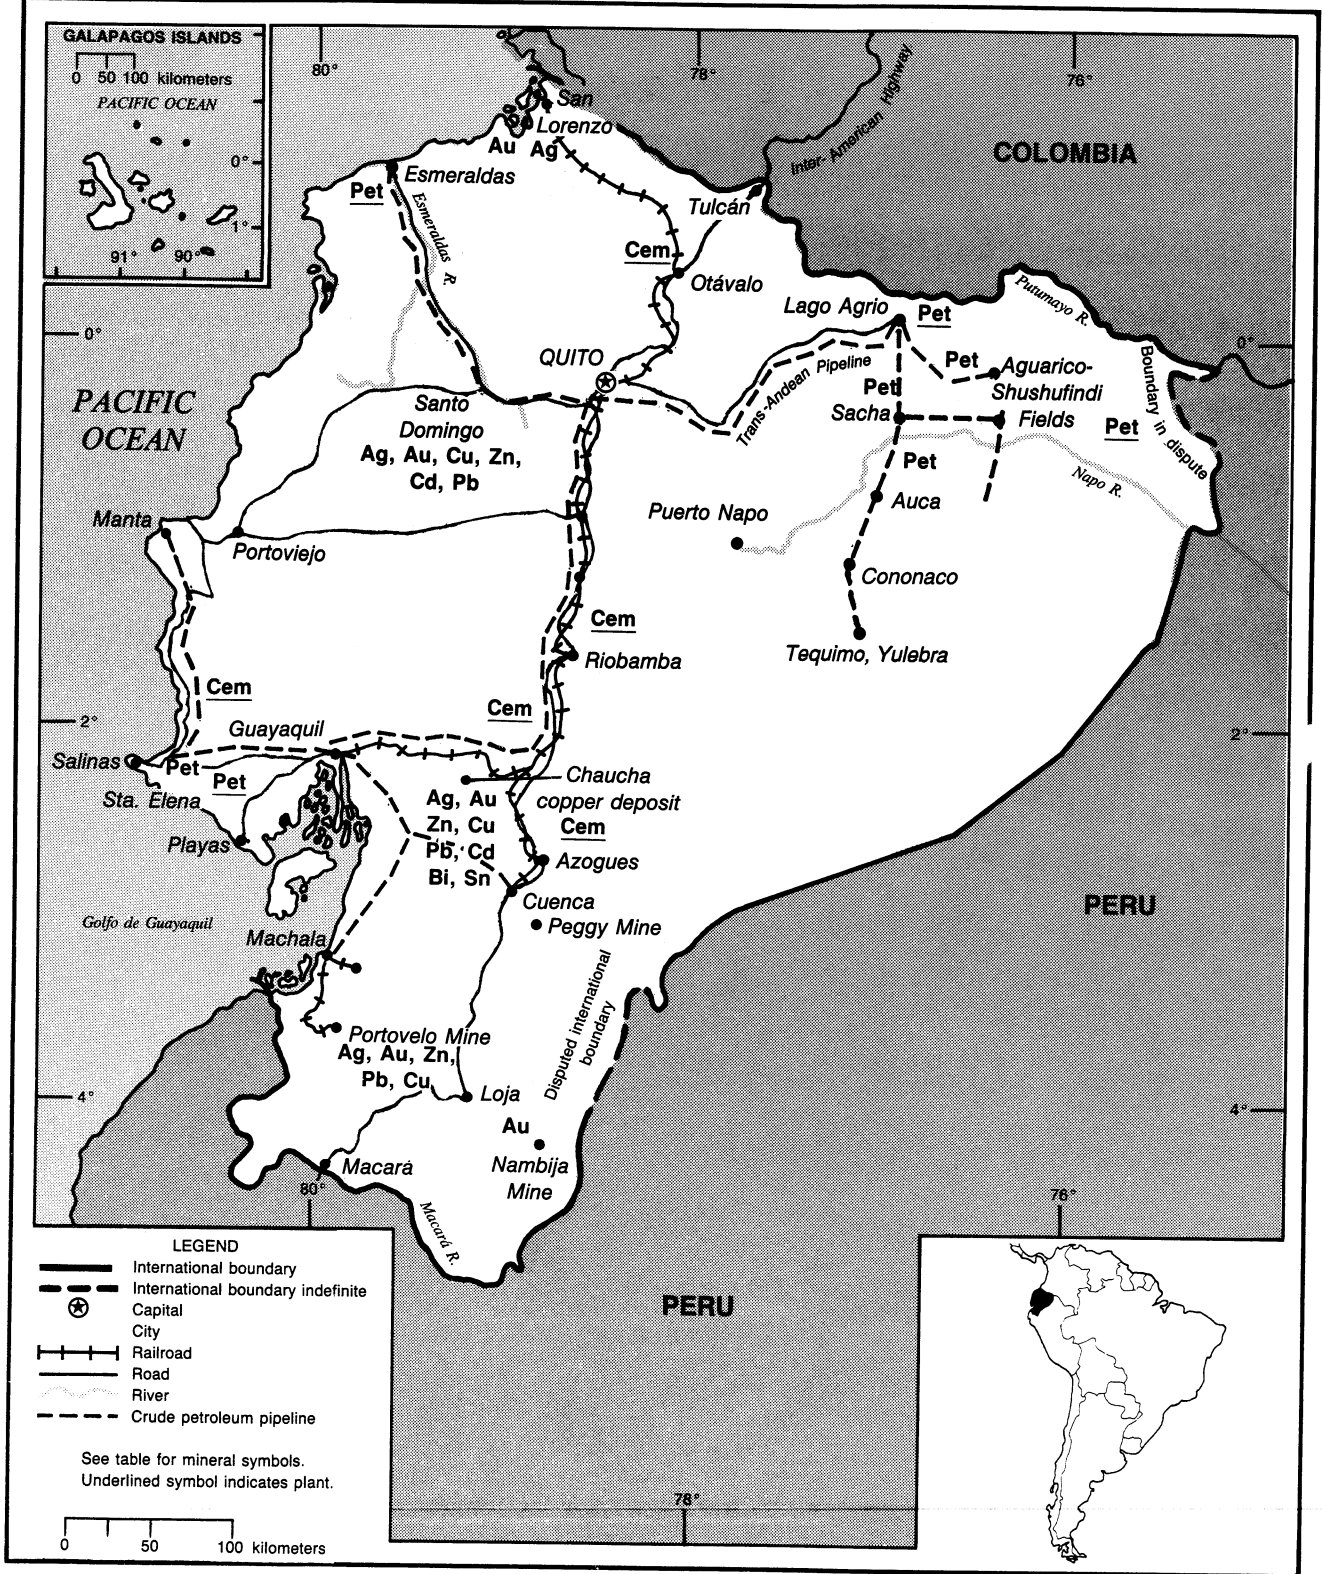 GALAPAGOS ISLANDS
0 50 100 kilometers
PACIFIC OCEAN
0°
1°
91° 90°
80°
78°
76°
San
Lorenzo
Au Ag
Inter-American Highway
COLOMBIA
Esmeraldas
Pet
Esmeraldas R.
Tulcán
Cem
Otávalo
Lago Agrio
Pet
Putumayo R.
0°
0°
QUITO
Trans-Andean Pipeline
Pet
Aguarico-
Shushufindi
Fields
Pet
Sacha
Boundary in dispute
Pet
PACIFIC
OCEAN
Santo
Domingo
Ag, Au, Cu, Zn,
Cd, Pb
Pet
Napo R.
Manta
Portoviejo
Puerto Napo
Auca
Cononaco
Cem
Riobamba
Tequimo, Yulebra
Cem
Cem
2°
2°
Guayaquil
Salinas
Pet
Pet
Sta. Elena
Playas
Chaucha
copper deposit
Ag, Au
Zn, Cu
Pb, Cd
Bi, Sn
Cem
Azogues
Cuenca
Peggy Mine
PERU
Golfo de Guayaquil
Machala
Disputed international
boundary
Portovelo Mine
Ag, Au, Zn,
Pb, Cu
Loja
4°
4°
Au
Nambija
Mine
Macará
80°
76°
Macará R.
PERU
78°
LEGEND
International boundary
International boundary indefinite
Capital
City
Railroad
Road
River
Crude petroleum pipeline
See table for mineral symbols.
Underlined symbol indicates plant.
0 50 100 kilometers